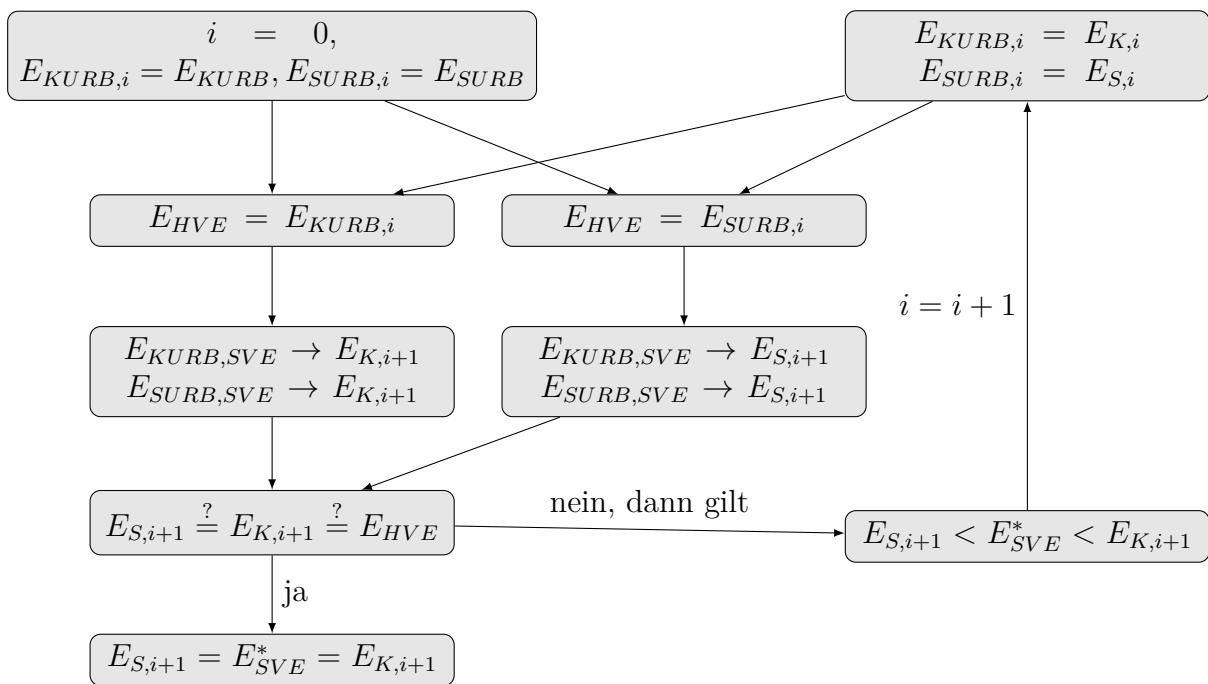 i = 0,
E_{KURB,i} = E_{KURB}, E_{SURB,i} = E_{SURB}
E_{KURB,i} = E_{K,i}
E_{SURB,i} = E_{S,i}
E_{HVE} = E_{KURB,i}
E_{HVE} = E_{SURB,i}
i = i + 1
E_{KURB,SVE} → E_{K,i+1}
E_{SURB,SVE} → E_{K,i+1}
E_{KURB,SVE} → E_{S,i+1}
E_{SURB,SVE} → E_{S,i+1}
E_{S,i+1} \stackrel{?}{=} E_{K,i+1} \stackrel{?}{=} E_{HVE}
nein, dann gilt
E_{S,i+1} < E^*_{SVE} < E_{K,i+1}
ja
E_{S,i+1} = E^*_{SVE} = E_{K,i+1}